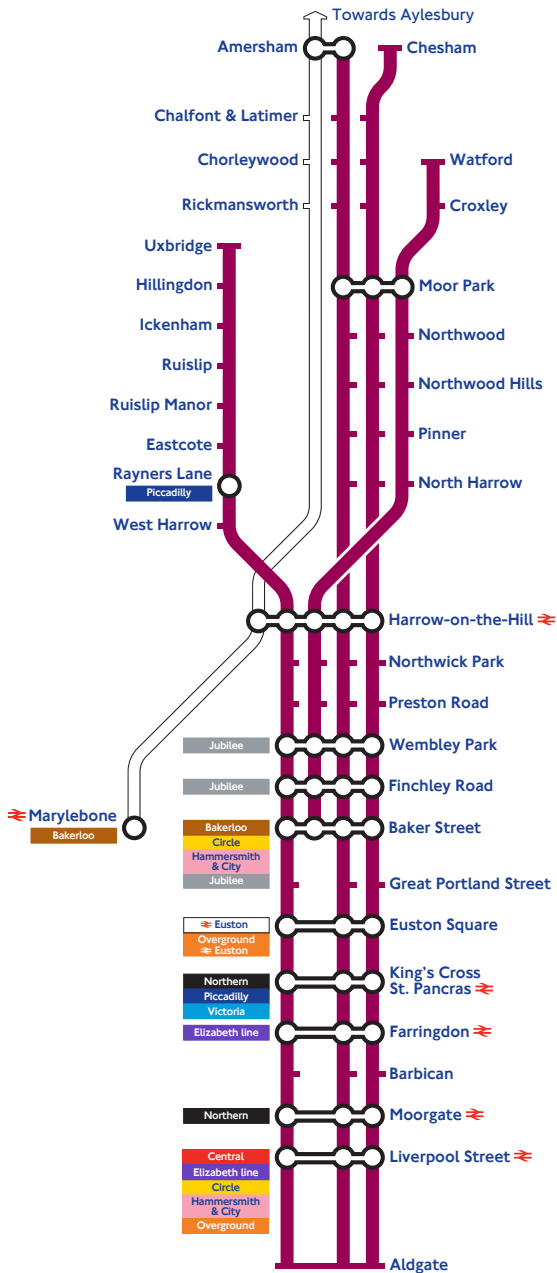 Towards Aylesbury
Amersham
Chesham
Chalfont & Latimer
Chorleywood
Watford
Rickmansworth
Croxley
Uxbridge
Hillingdon
Moor Park
Ickenham
Northwood
Ruislip
Northwood Hills
Ruislip Manor
Pinner
Eastcote
Rayners Lane
Piccadilly
North Harrow
West Harrow
Harrow-on-the-Hill
Northwick Park
Preston Road
Jubilee
Wembley Park
Jubilee
Finchley Road
Marylebone
Bakerloo
Bakerloo
Circle
Hammersmith
& City
Jubilee
Baker Street
Great Portland Street
Euston
Overground
Euston
Euston Square
Northern
Piccadilly
Victoria
King's Cross
St. Pancras
Elizabeth line
Farringdon
Barbican
Northern
Moorgate
Central
Elizabeth line
Circle
Hammersmith
& City
Overground
Liverpool Street
Aldgate